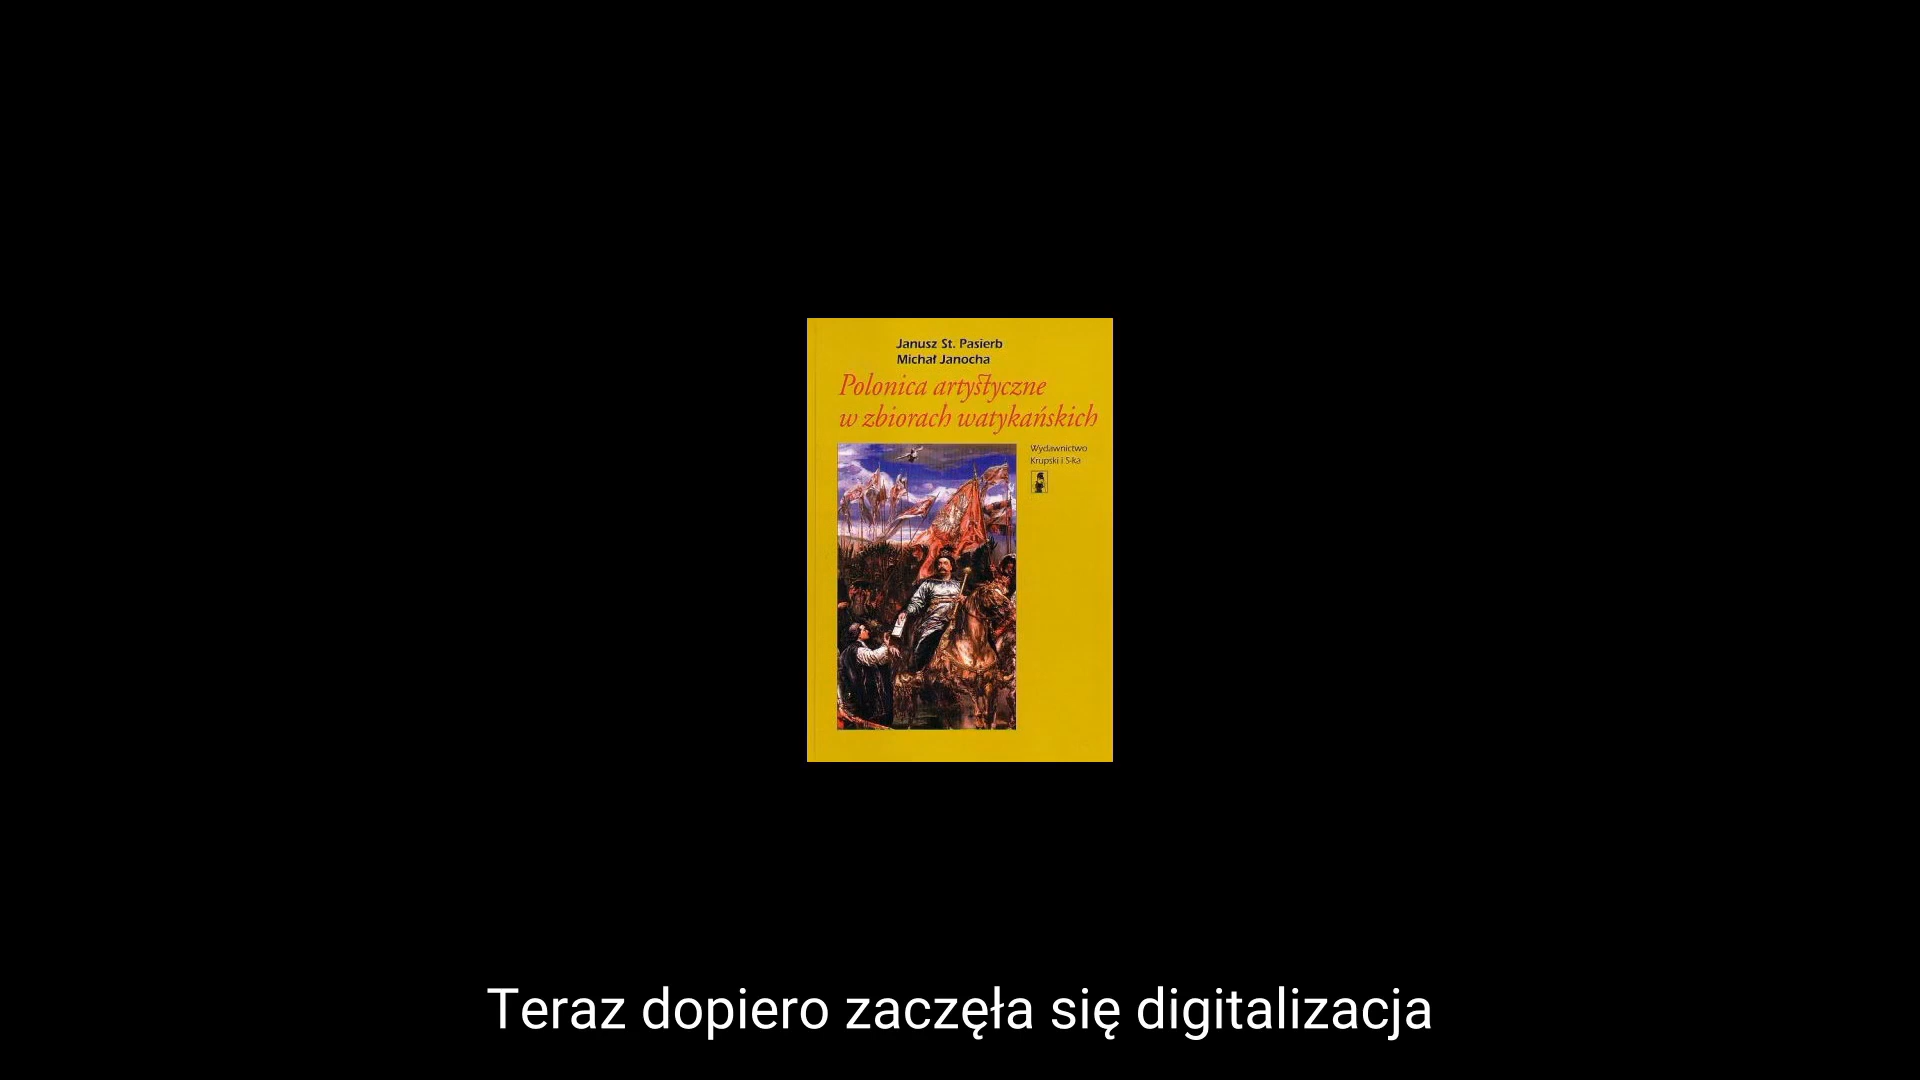 Janusz St. Pasierb
Michał Janocha
Polonica artystyczne
w zbiorach watykańskich
Wydawnictwo
Krupski i S-ka
Teraz dopiero zaczęła się digitalizacja